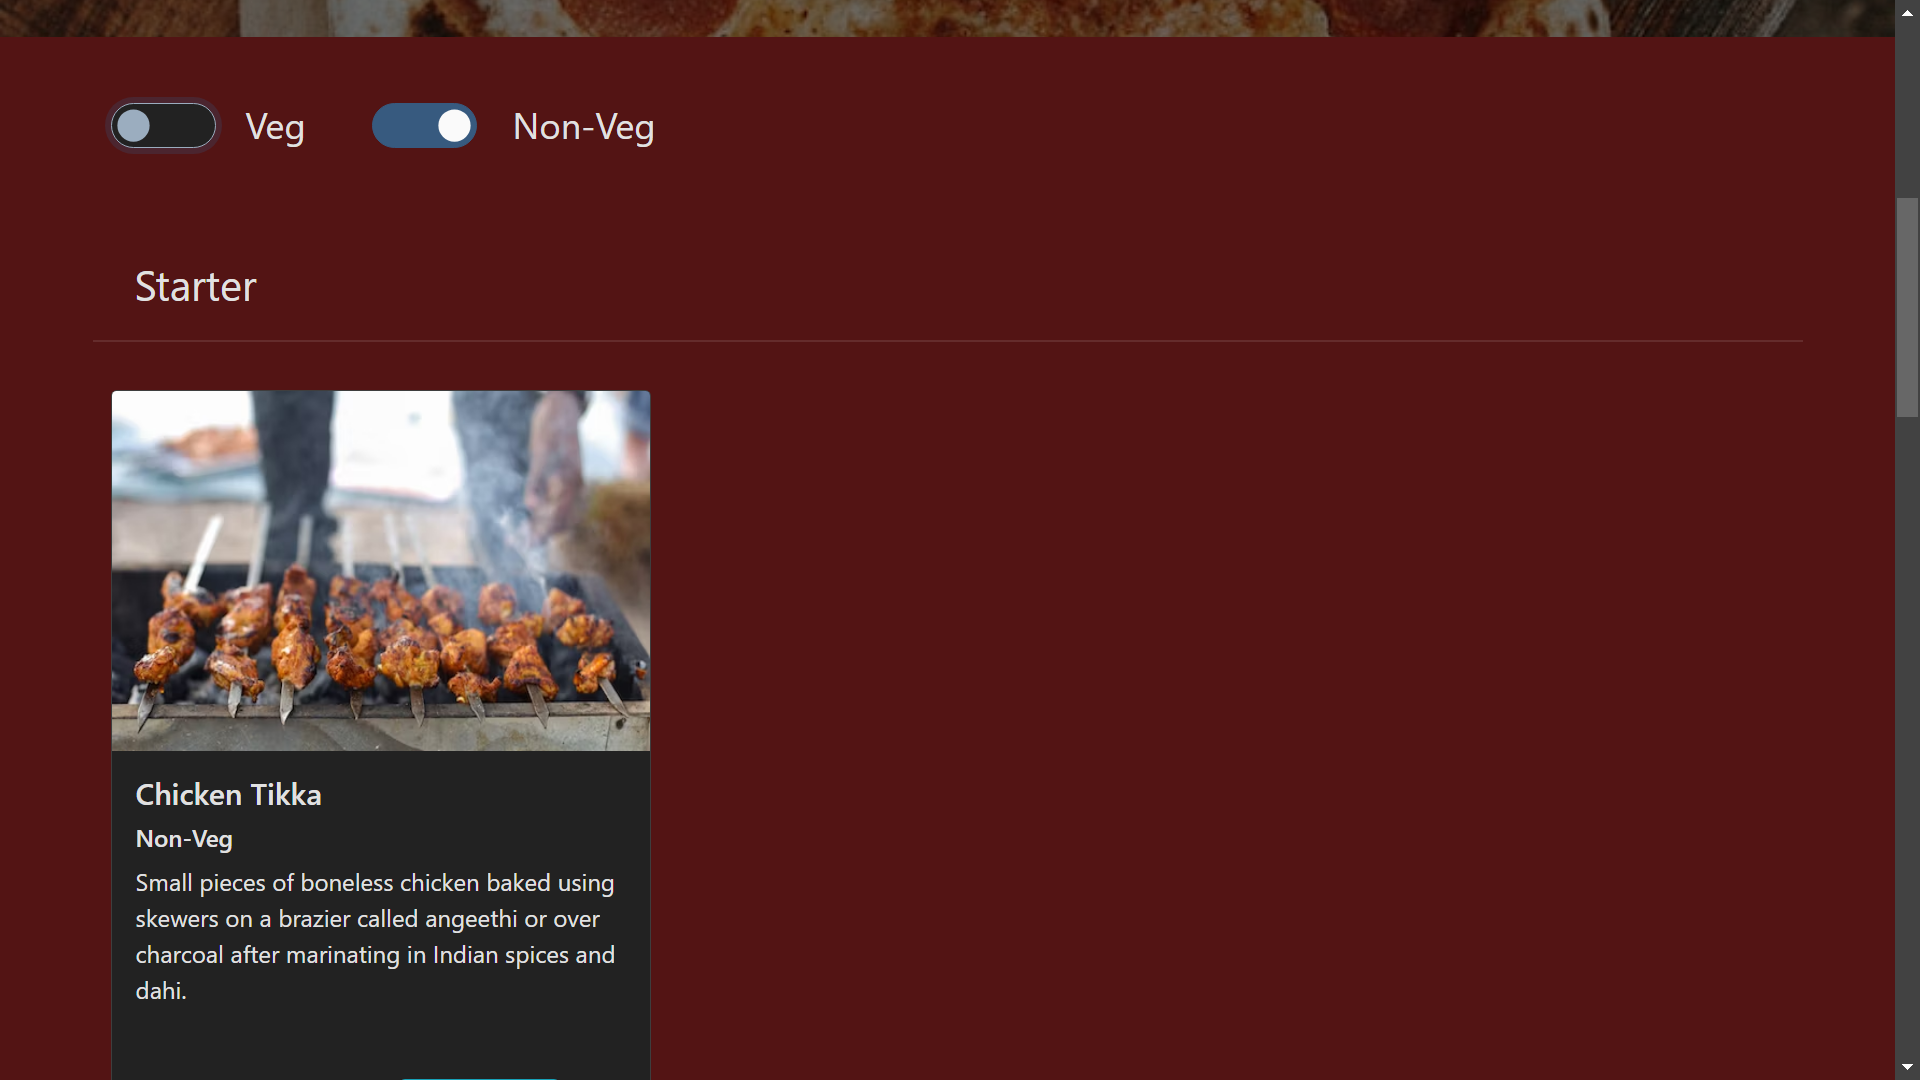 Veg
Non-Veg
Starter
Chicken Tikka
Non-Veg
Small pieces of boneless chicken baked using
skewers on a brazier called angeethi or over
charcoal after marinating in Indian spices and
dahi.